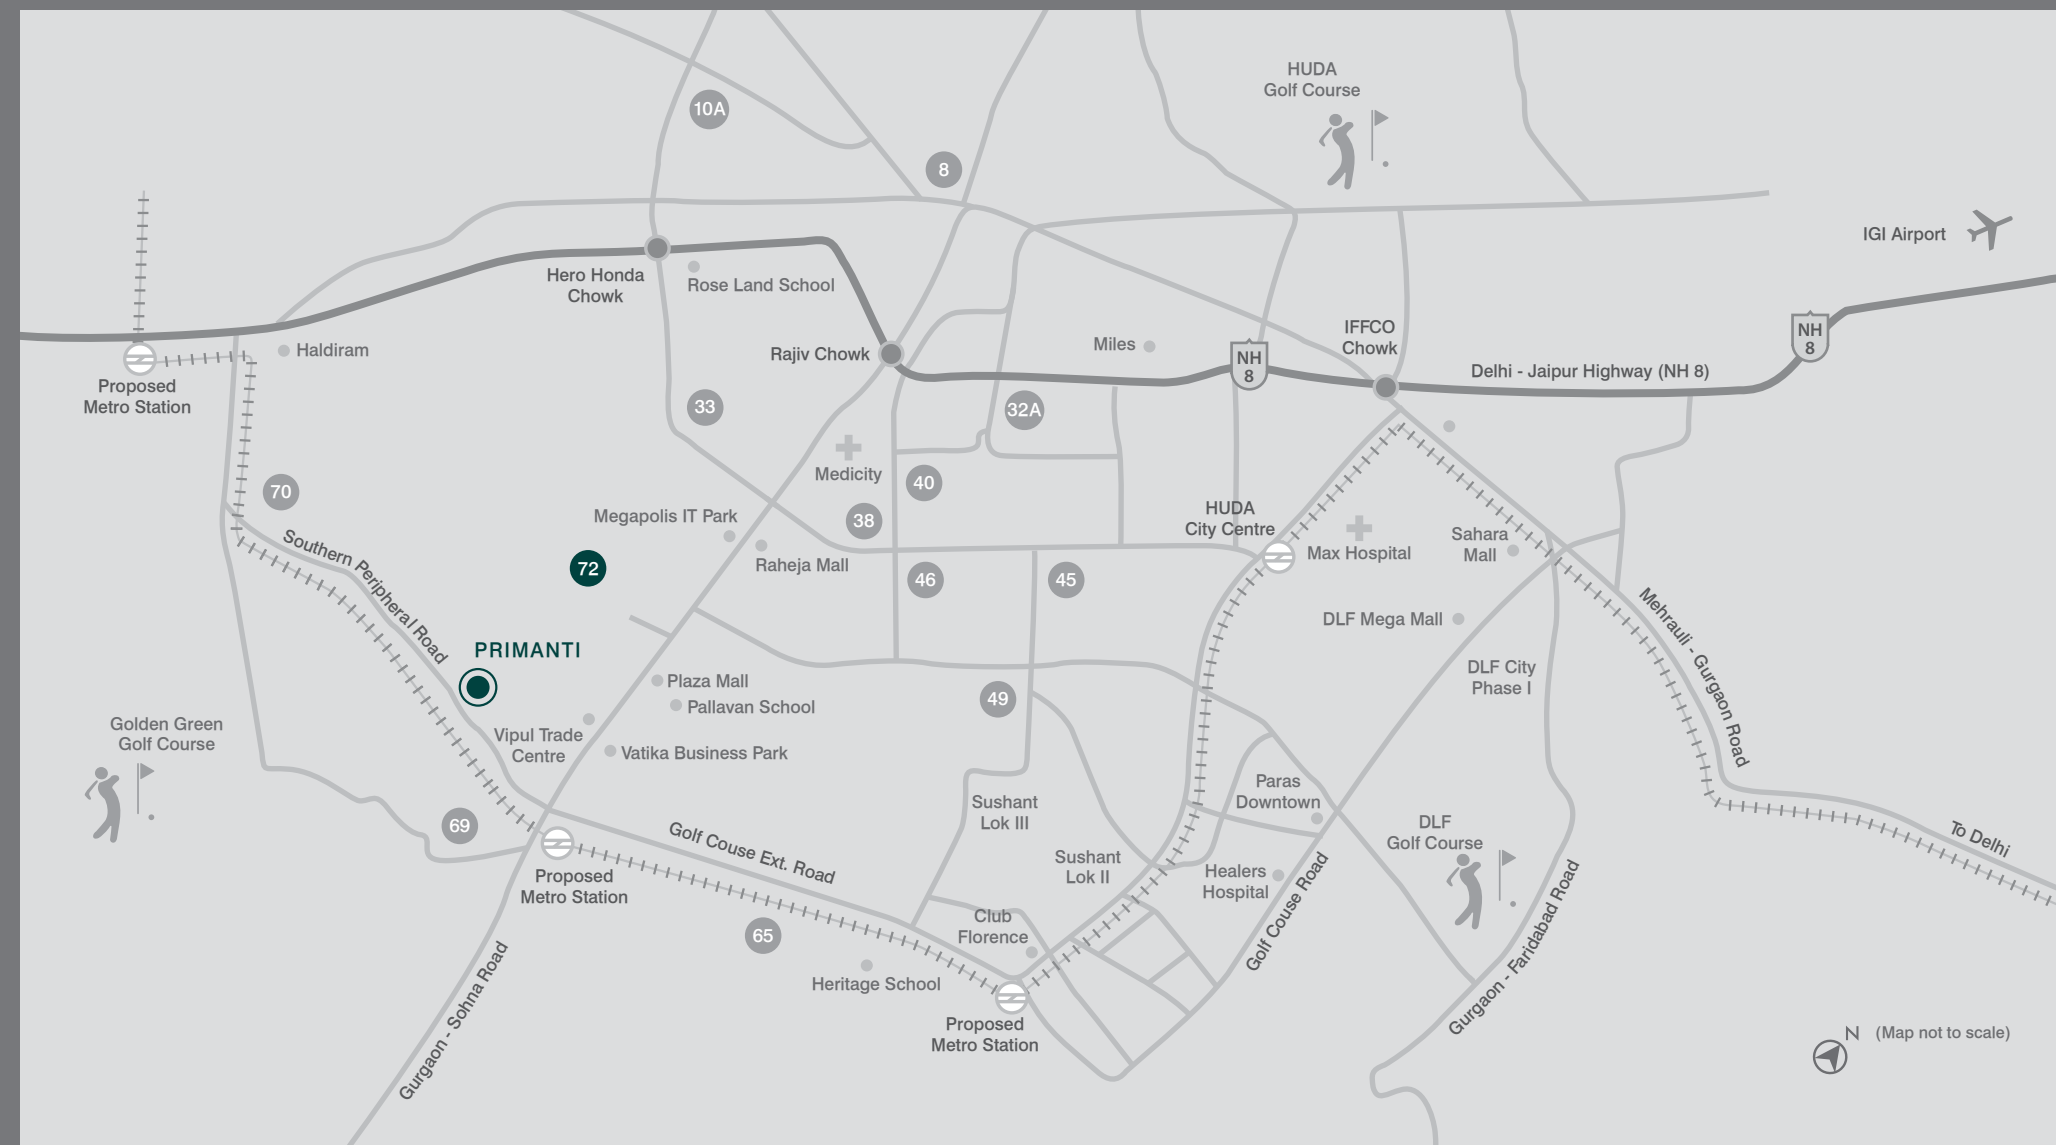 HUDA
Golf Course
10A
8
IGI Airport
Hero Honda
Chowk
Rose Land School
IFFCO
Chowk
NH
8
Haldiram
Rajiv Chowk
Miles
NH
8
Delhi - Jaipur Highway (NH 8)
Proposed
Metro Station
33
32A
Medicity
40
70
38
HUDA
City Centre
Megapolis IT Park
Max Hospital
Sahara
Mall
Southern Peripheral Road
72
Raheja Mall
46
45
DLF Mega Mall
Mehrauli - Gurgaon Road
PRIMANTI
DLF City
Phase I
Plaza Mall
Pallavan School
49
Golden Green
Golf Course
Vipul Trade
Centre
Vatika Business Park
Paras
Downtown
Sushant
Lok III
69
Golf Couse Ext. Road
DLF
Golf Course
To Delhi
Sushant
Lok II
Healers
Hospital
Proposed
Metro Station
Golf Couse Road
Club
Florence
65
Gurgaon - Faridabad Road
Heritage School
Gurgaon - Sohna Road
Proposed
Metro Station
N
(Map not to scale)